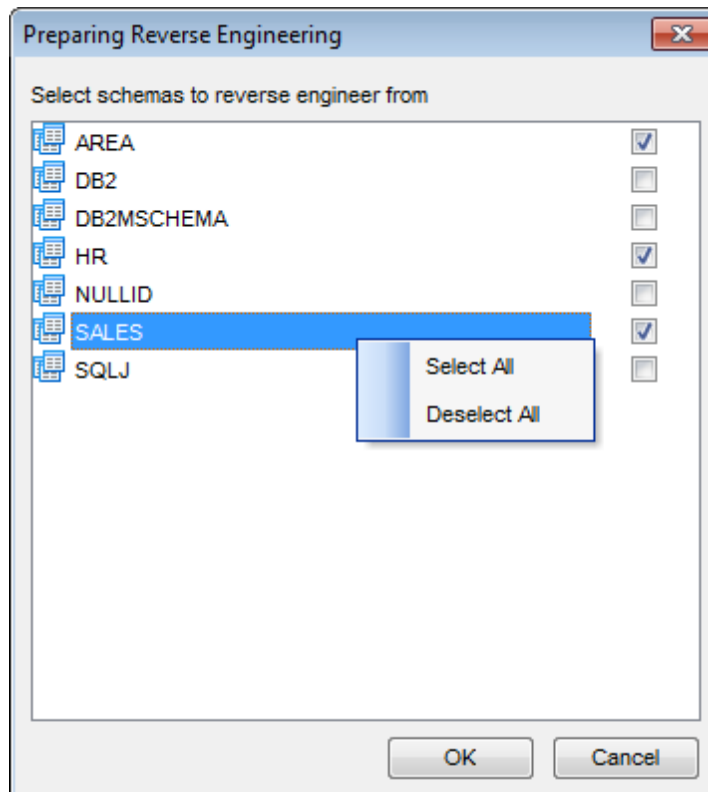 Preparing Reverse Engineering
Select schemas to reverse engineer from
AREA
DB2
DB2MSCHEMA
HR
NULLID
SALES
SQLJ
Select All
Deselect All
OK
Cancel